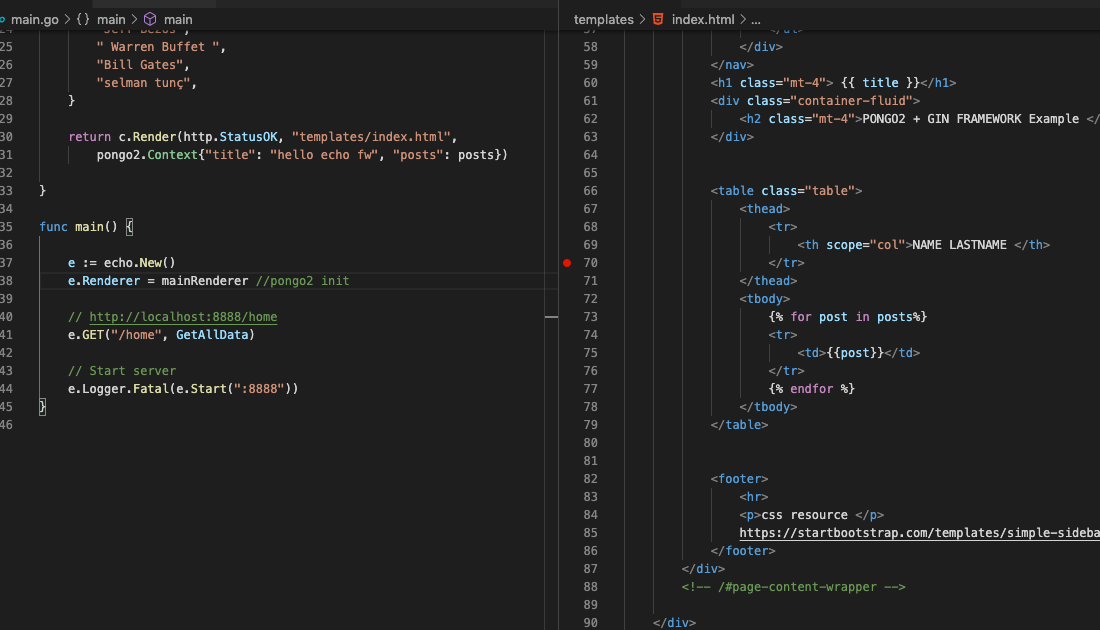 main.go > {} main > main
24 "Jeff Bezos",
25 " Warren Buffet ",
26 "Bill Gates",
27 "selman tunç",
28 }
29
30 return c.Render(http.StatusOK, "templates/index.html",
31 pongo2.Context{"title": "hello echo fw", "posts": posts})
32
33 }
34
35 func main() {
36
37 e := echo.New()
38 e.Renderer = mainRenderer //pongo2 init
39
40 // http://localhost:8888/home
41 e.GET("/home", GetAllData)
42
43 // Start server
44 e.Logger.Fatal(e.Start(":8888"))
45 }
46
templates > index.html > ...
57 </ul>
58 </div>
59 </nav>
60 <h1 class="mt-4"> {{ title }}</h1>
61 <div class="container-fluid">
62 <h2 class="mt-4">PONGO2 + GIN FRAMEWORK Example </
63 </div>
64
65
66 <table class="table">
67 <thead>
68 <tr>
69 <th scope="col">NAME LASTNAME </th>
70 </tr>
71 </thead>
72 <tbody>
73 {% for post in posts%}
74 <tr>
75 <td>{{post}}</td>
76 </tr>
77 {% endfor %}
78 </tbody>
79 </table>
80
81
82 <footer>
83 <hr>
84 <p>css resource </p>
85 https://startbootstrap.com/templates/simple-sideba
86 </footer>
87 </div>
88 <!-- /#page-content-wrapper -->
89
90 </div>